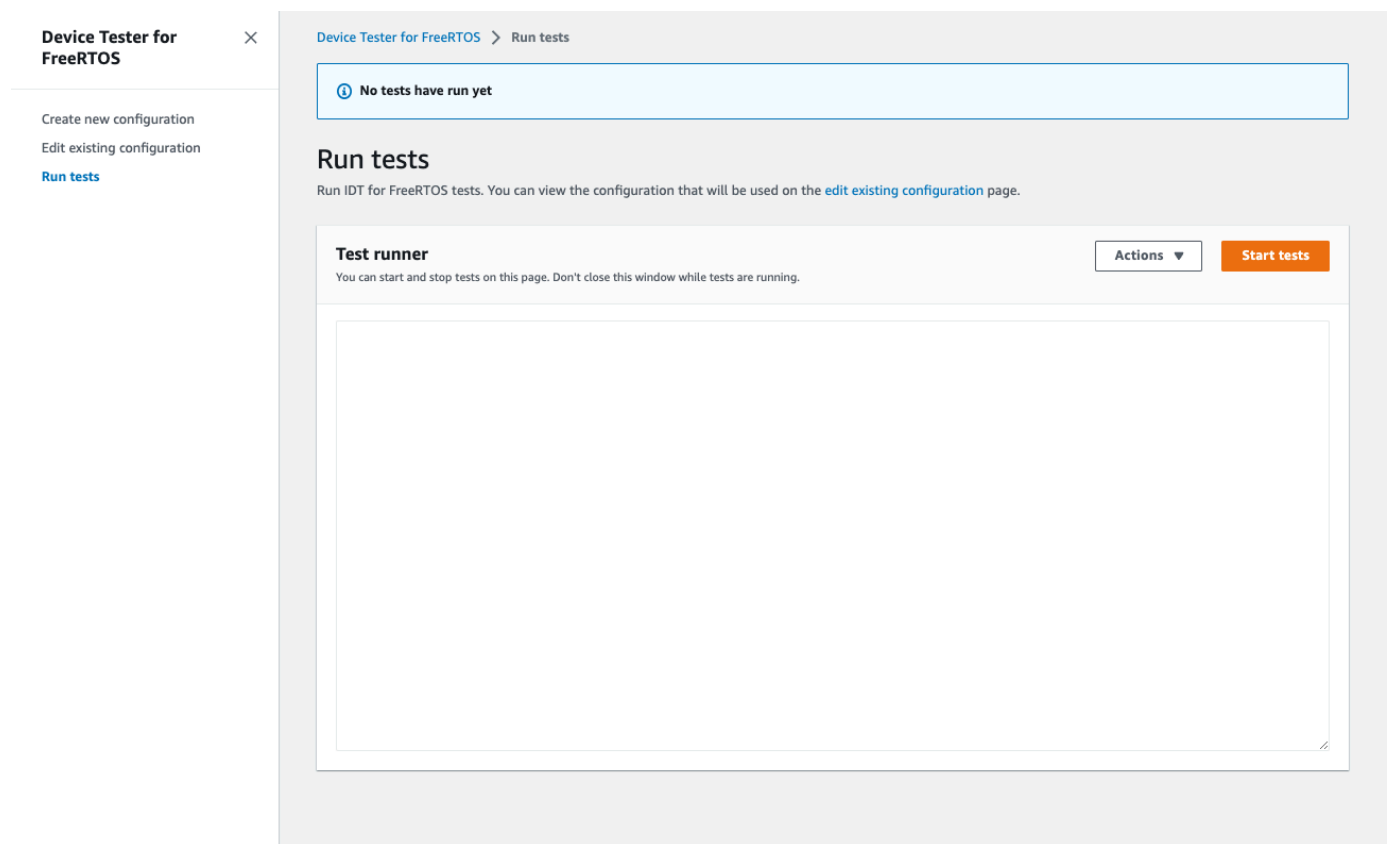 Device Tester for
FreeRTOS
Create new configuration
Edit existing configuration
Run tests
Device Tester for FreeRTOS > Run tests
No tests have run yet
Run tests
Run IDT for FreeRTOS tests. You can view the configuration that will be used on the edit existing configuration page.
Test runner
You can start and stop tests on this page. Don't close this window while tests are running.
Actions ▼
Start tests